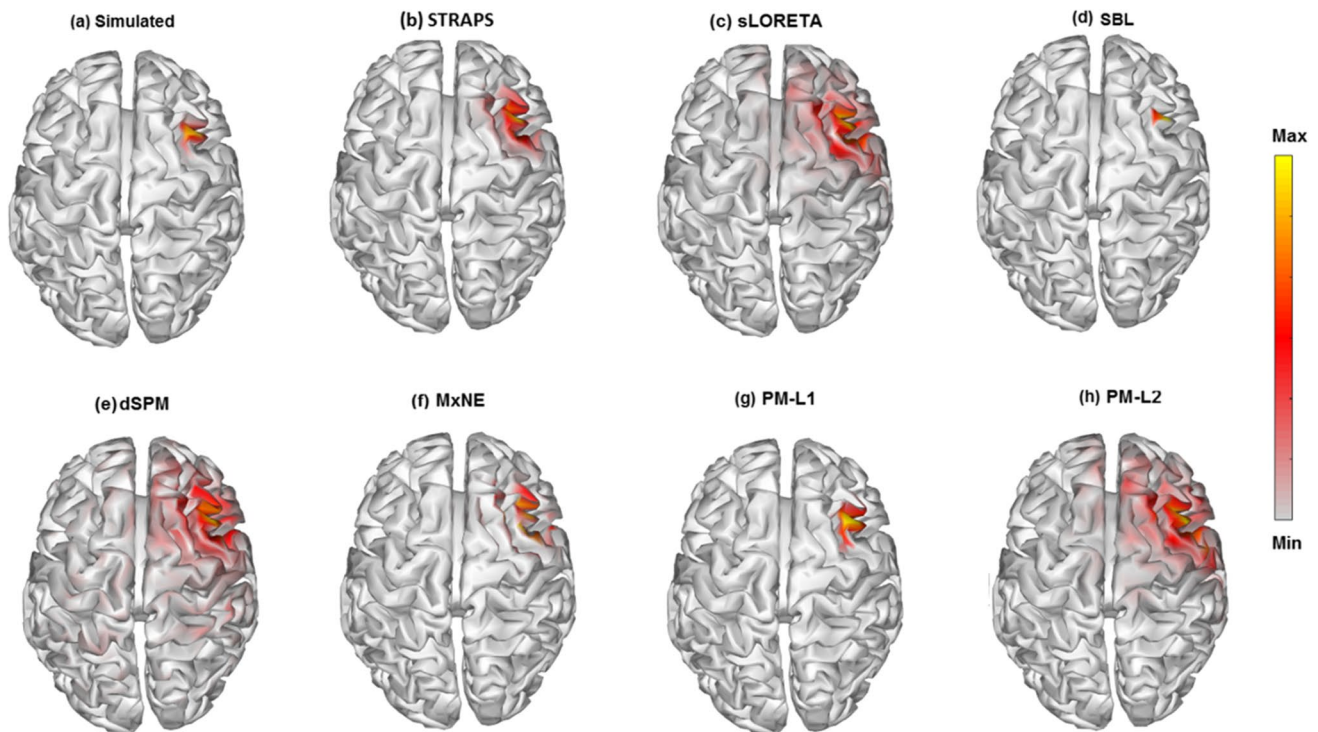 (a) Simulated
(b) STRAPS
(c) sLORETA
(d) SBL
Max
Min
(e) dSPM
(f) MxNE
(g) PM-L1
(h) PM-L2